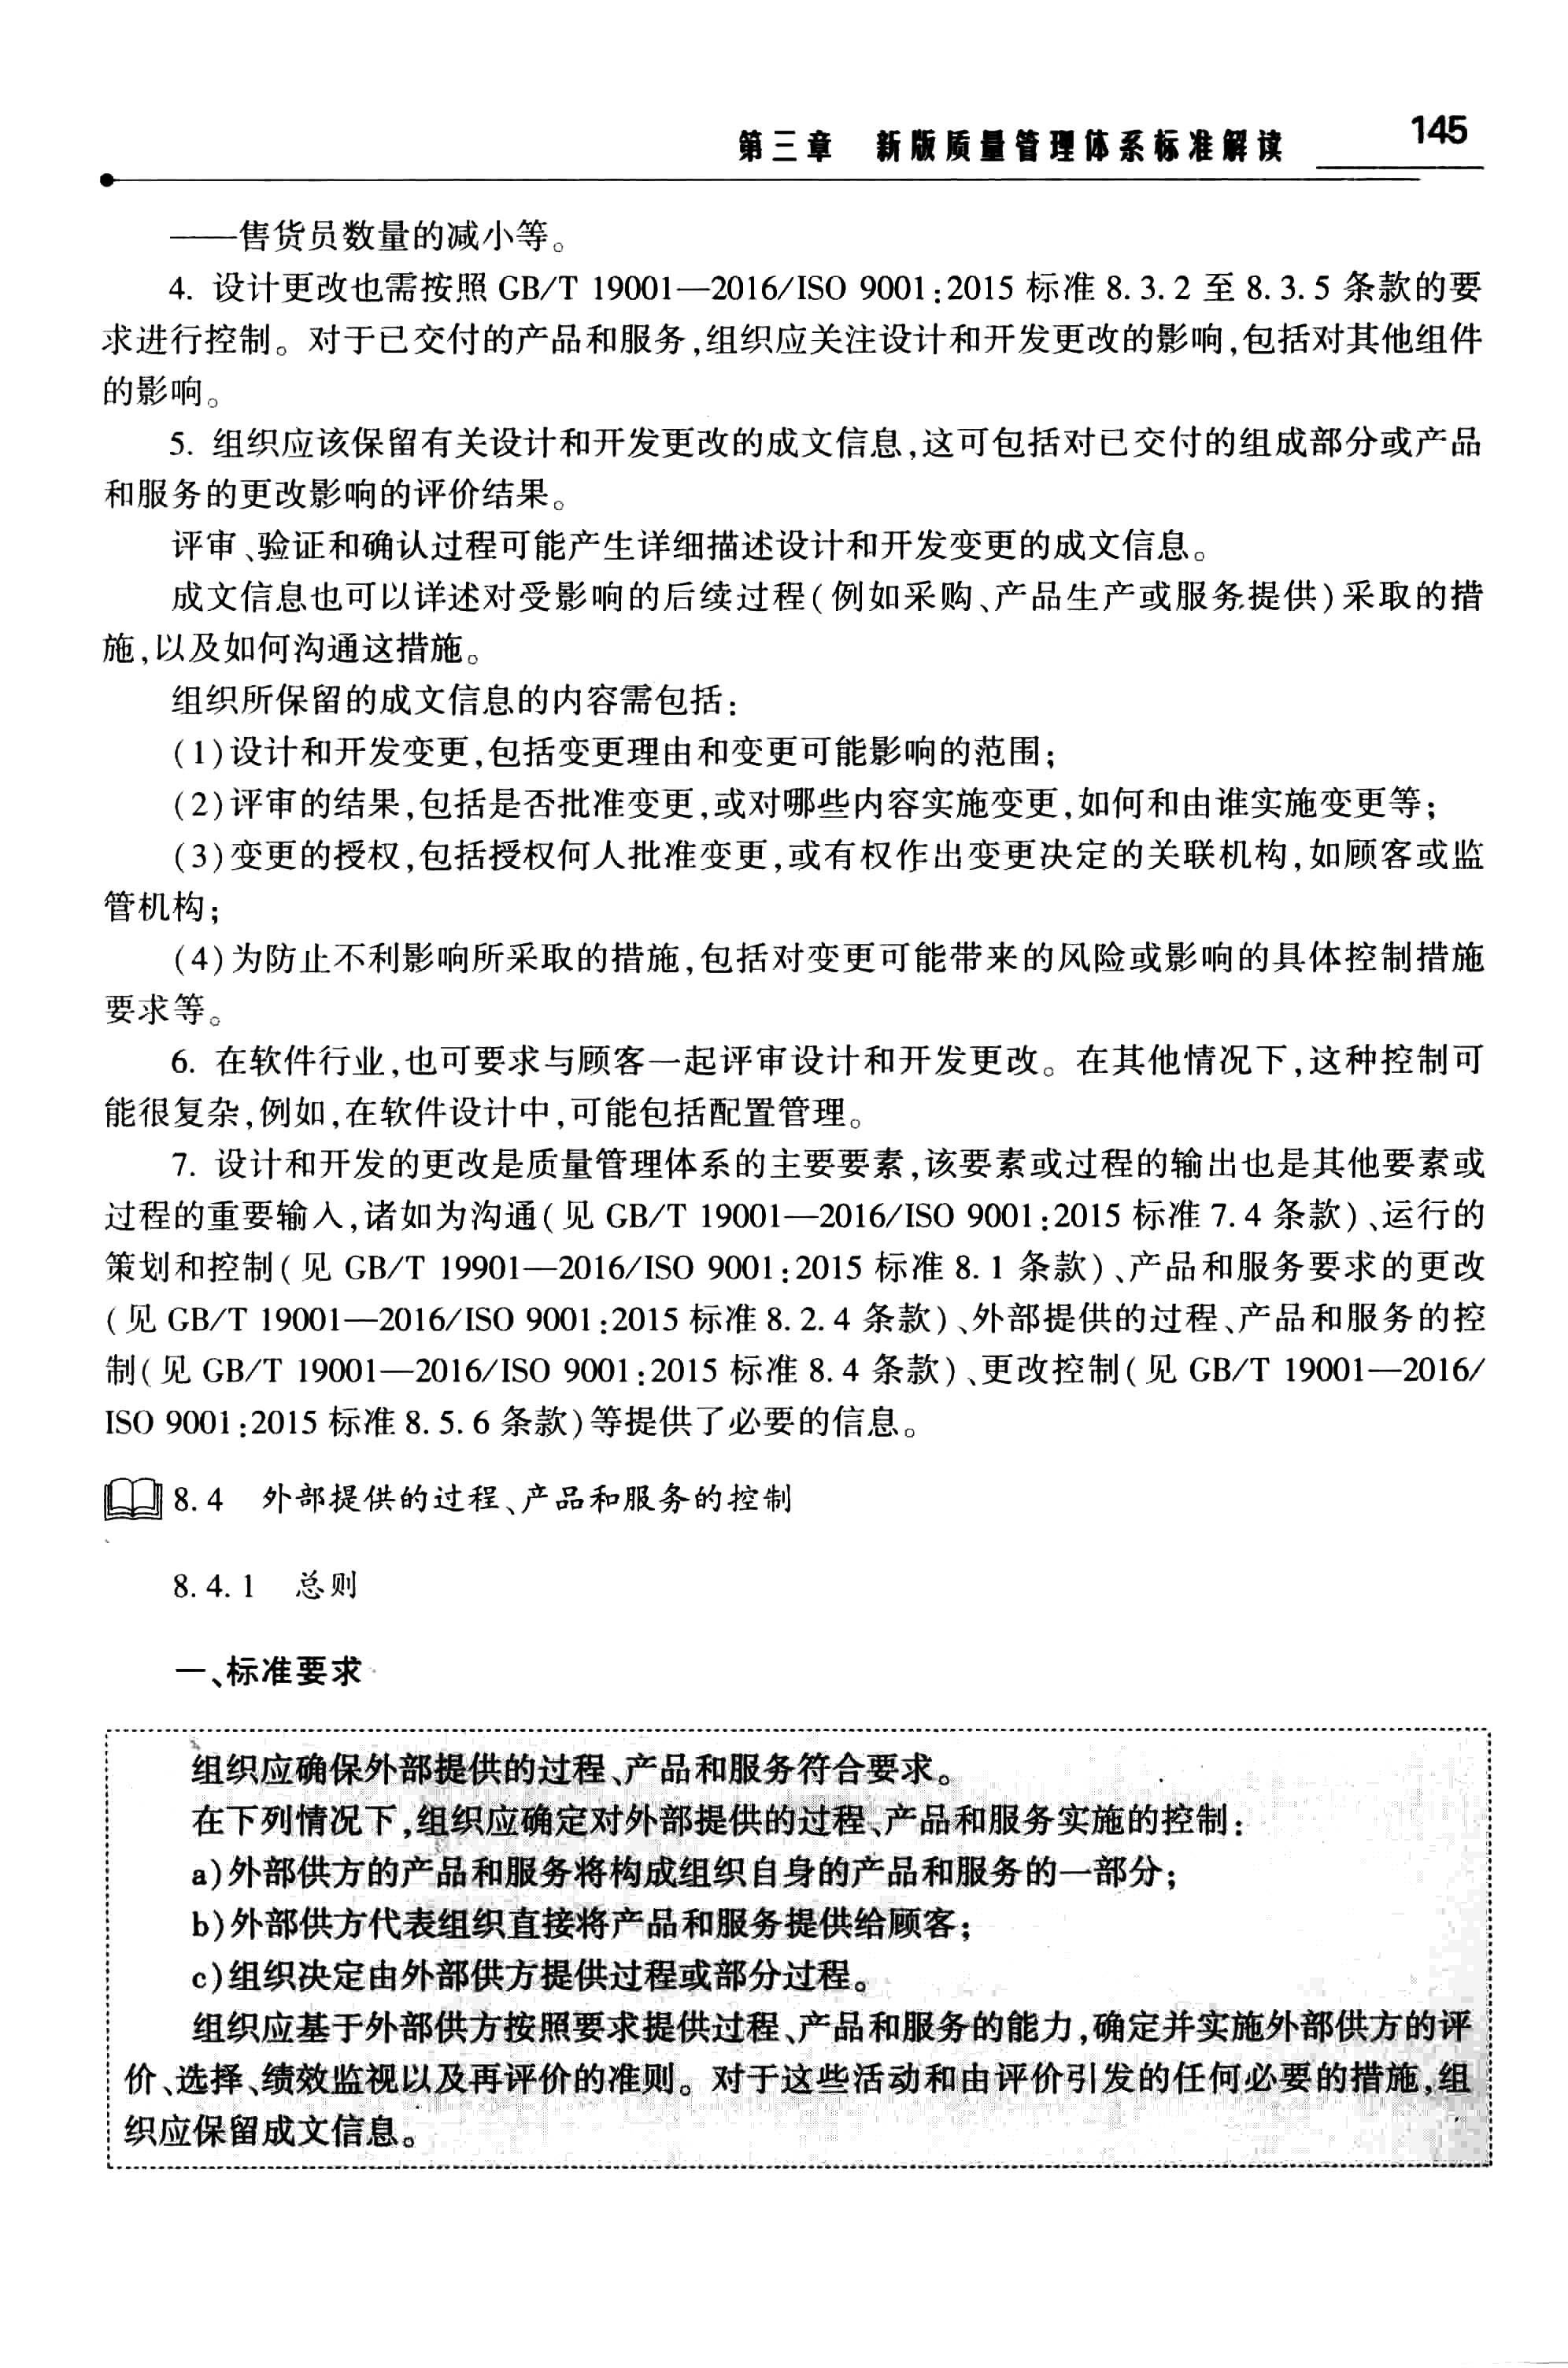 第三章 新版质量管理体系标准解读 145
——售货员数量的减小等。
4. 设计更改也需按照 GB/T 19001—2016/ISO 9001:2015 标准 8.3.2 至 8.3.5 条款的要
求进行控制。对于已交付的产品和服务,组织应关注设计和开发更改的影响,包括对其他组件
的影响。
5. 组织应该保留有关设计和开发更改的成文信息,这可包括对已交付的组成部分或产品
和服务的更改影响的评价结果。
评审、验证和确认过程可能产生详细描述设计和开发变更的成文信息。
成文信息也可以详述对受影响的后续过程(例如采购、产品生产或服务提供)采取的措
施,以及如何沟通这措施。
组织所保留的成文信息的内容需包括:
(1)设计和开发变更,包括变更理由和变更可能影响的范围;
(2)评审的结果,包括是否批准变更,或对哪些内容实施变更,如何和由谁实施变更等;
(3)变更的授权,包括授权何人批准变更,或有权作出变更决定的关联机构,如顾客或监
管机构;
(4)为防止不利影响所采取的措施,包括对变更可能带来的风险或影响的具体控制措施
要求等。
6. 在软件行业,也可要求与顾客一起评审设计和开发更改。在其他情况下,这种控制可
能很复杂,例如,在软件设计中,可能包括配置管理。
7. 设计和开发的更改是质量管理体系的主要要素,该要素或过程的输出也是其他要素或
过程的重要输入,诸如为沟通(见 GB/T 19001—2016/ISO 9001:2015 标准 7.4 条款)、运行的
策划和控制(见 GB/T 19901—2016/ISO 9001:2015 标准 8.1 条款)、产品和服务要求的更改
(见 GB/T 19001—2016/ISO 9001:2015 标准 8.2.4 条款)、外部提供的过程、产品和服务的控
制(见 GB/T 19001—2016/ISO 9001:2015 标准 8.4 条款)、更改控制(见 GB/T 19001—2016/
ISO 9001:2015 标准 8.5.6 条款)等提供了必要的信息。
8.4 外部提供的过程、产品和服务的控制
8.4.1 总则
一、标准要求
组织应确保外部提供的过程、产品和服务符合要求。
在下列情况下,组织应确定对外部提供的过程、产品和服务实施的控制:
a)外部供方的产品和服务将构成组织自身的产品和服务的一部分;
b)外部供方代表组织直接将产品和服务提供给顾客;
c)组织决定由外部供方提供过程或部分过程。
组织应基于外部供方按照要求提供过程、产品和服务的能力,确定并实施外部供方的评
价、选择、绩效监视以及再评价的准则。对于这些活动和由评价引发的任何必要的措施,组
织应保留成文信息。